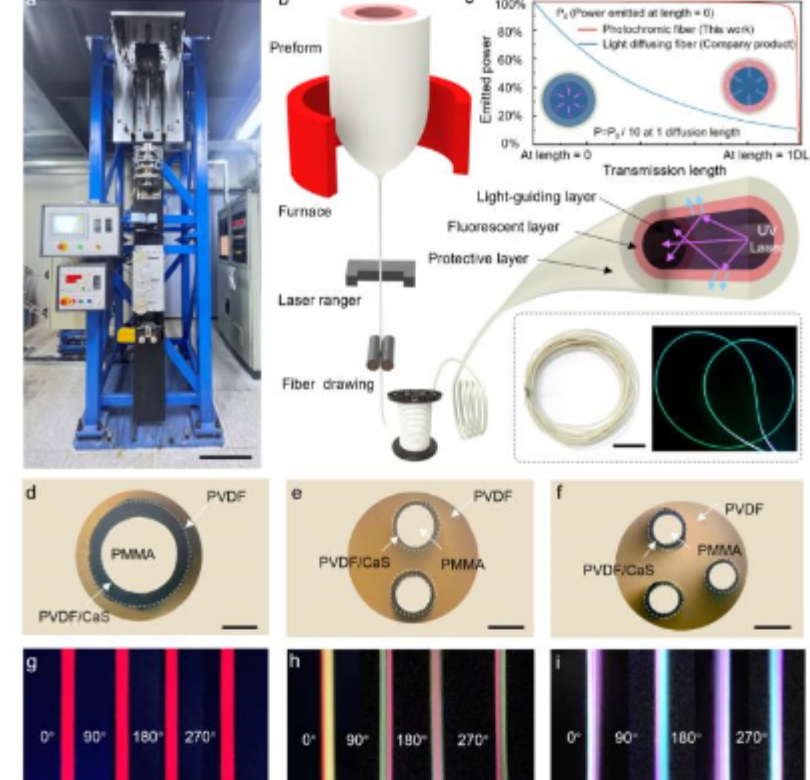 a
b
Preform
Furnace
Laser ranger
Fiber drawing
c
100%
80%
60%
40%
20%
0%
Emitted power
P₀ (Power emitted at length = 0)
Photochromic fiber (This work)
Light diffusing fiber (Company product)
P=P₀ / 10 at 1 diffusion length
At length = 0
At length = 1DL
Transmission length
Light-guiding layer
Fluorescent layer
Protective layer
UV
Laser
d
PVDF
PMMA
PVDF/CaS
e
PVDF
PVDF/CaS
PMMA
f
PVDF
PMMA
PVDF/CaS
g
0°
90°
180°
270°
h
0°
90°
180°
270°
i
0°
90°
180°
270°